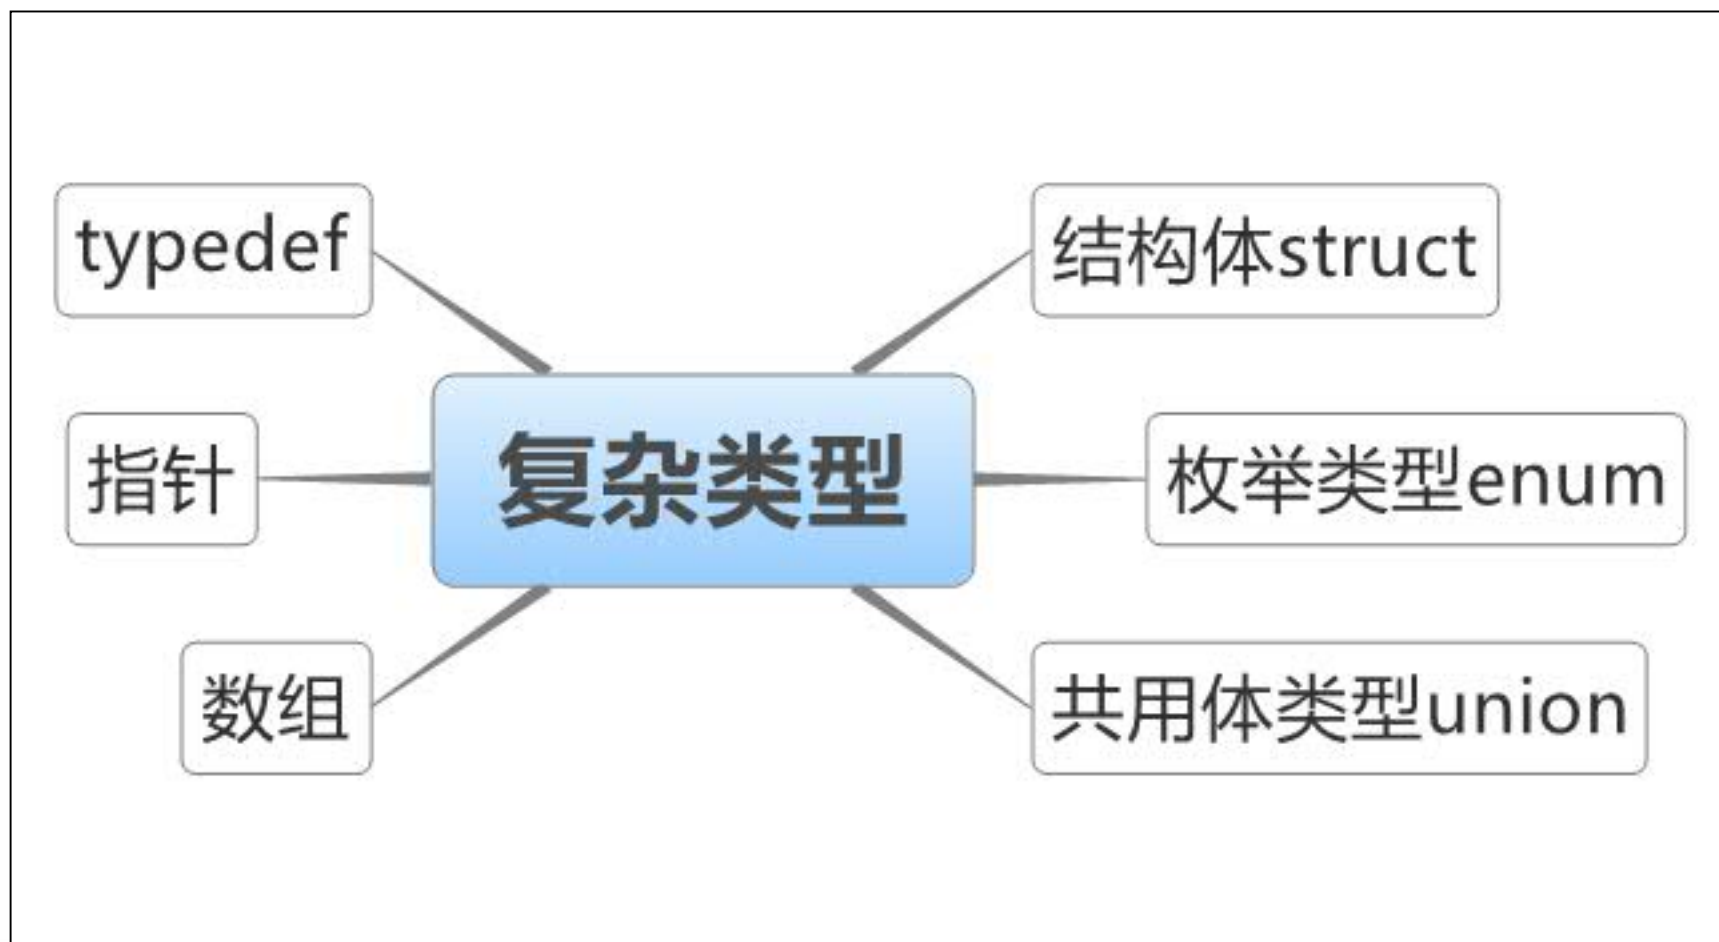 typedef
结构体struct
指针
复杂类型
枚举类型enum
数组
共用体类型union